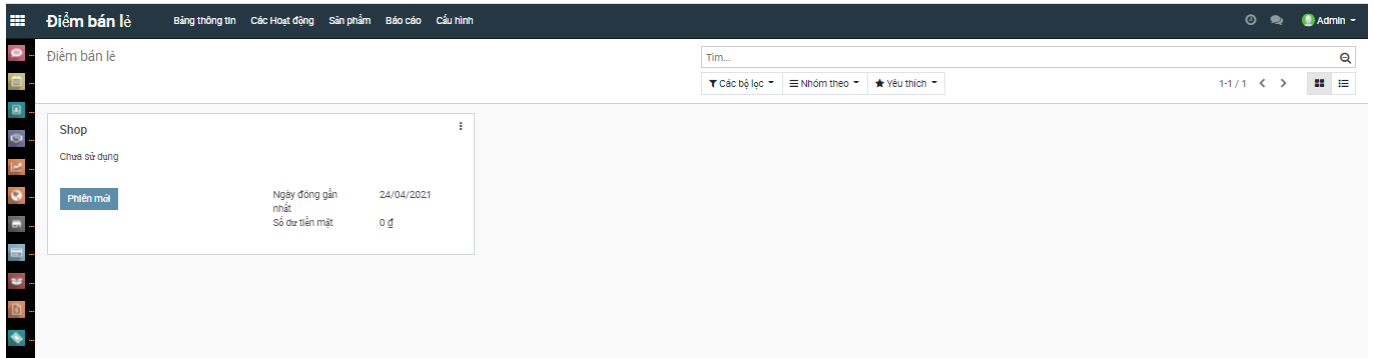 Điểm bán lẻ Bảng thông tin Các Hoạt động Sản phẩm Báo cáo Cấu hình Admin
Điểm bán lẻ
Tìm...
Các bộ lọc Nhóm theo Yêu thích 1-1 / 1
Shop
Chưa sử dụng
Phiên mới Ngày đóng gần nhất 24/04/2021
Số dư tiền mặt 0 ₫